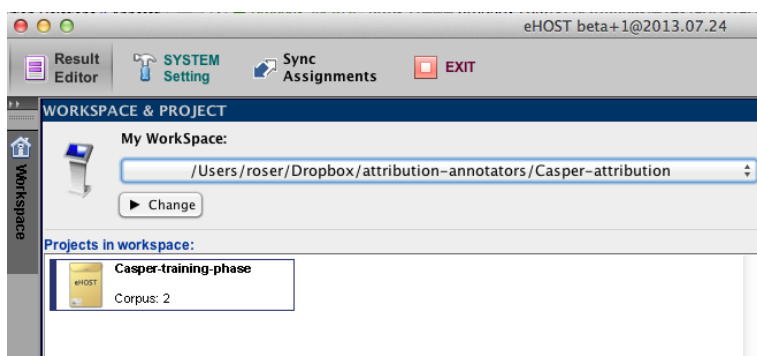 eHOST beta+1@2013.07.24
Result Editor
SYSTEM Setting
Sync Assignments
EXIT
WORKSPACE & PROJECT
Workspace
My WorkSpace:
/Users/roser/Dropbox/attribution-annotators/Casper-attribution
Change
Projects in workspace:
eHOST
Casper-training-phase
Corpus: 2